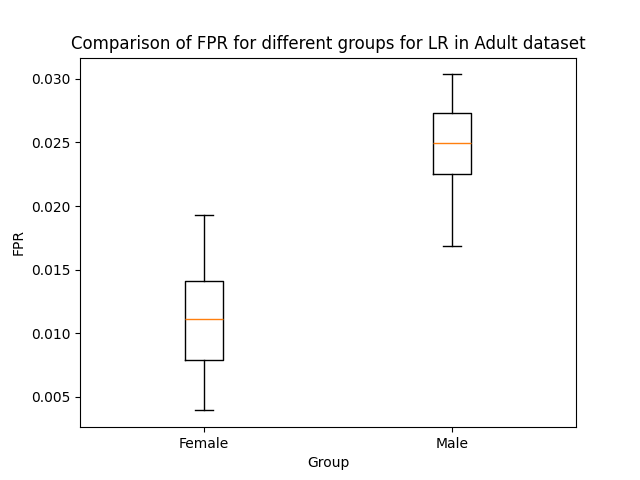 Comparison of FPR for different groups for LR in Adult dataset
0.030
0.025
0.020
0.015
0.010
0.005
FPR
Female
Male
Group